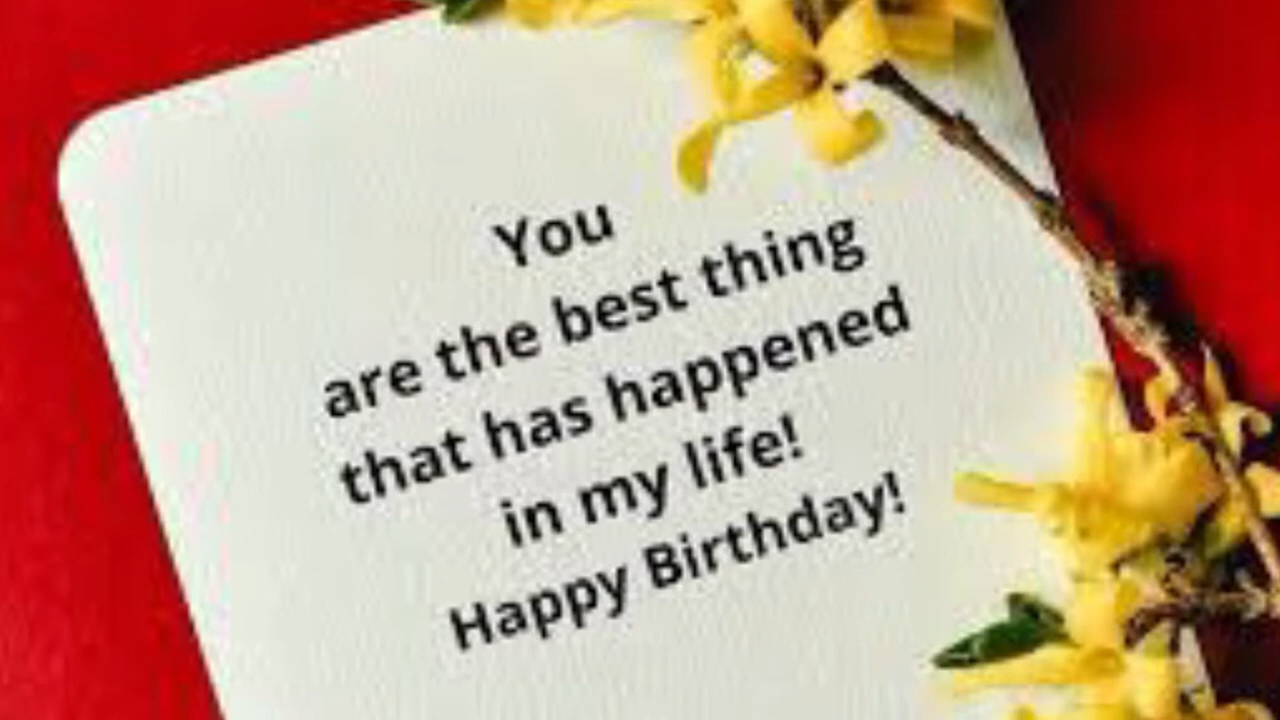 You
are the best thing
that has happened
in my life!
Happy Birthday!